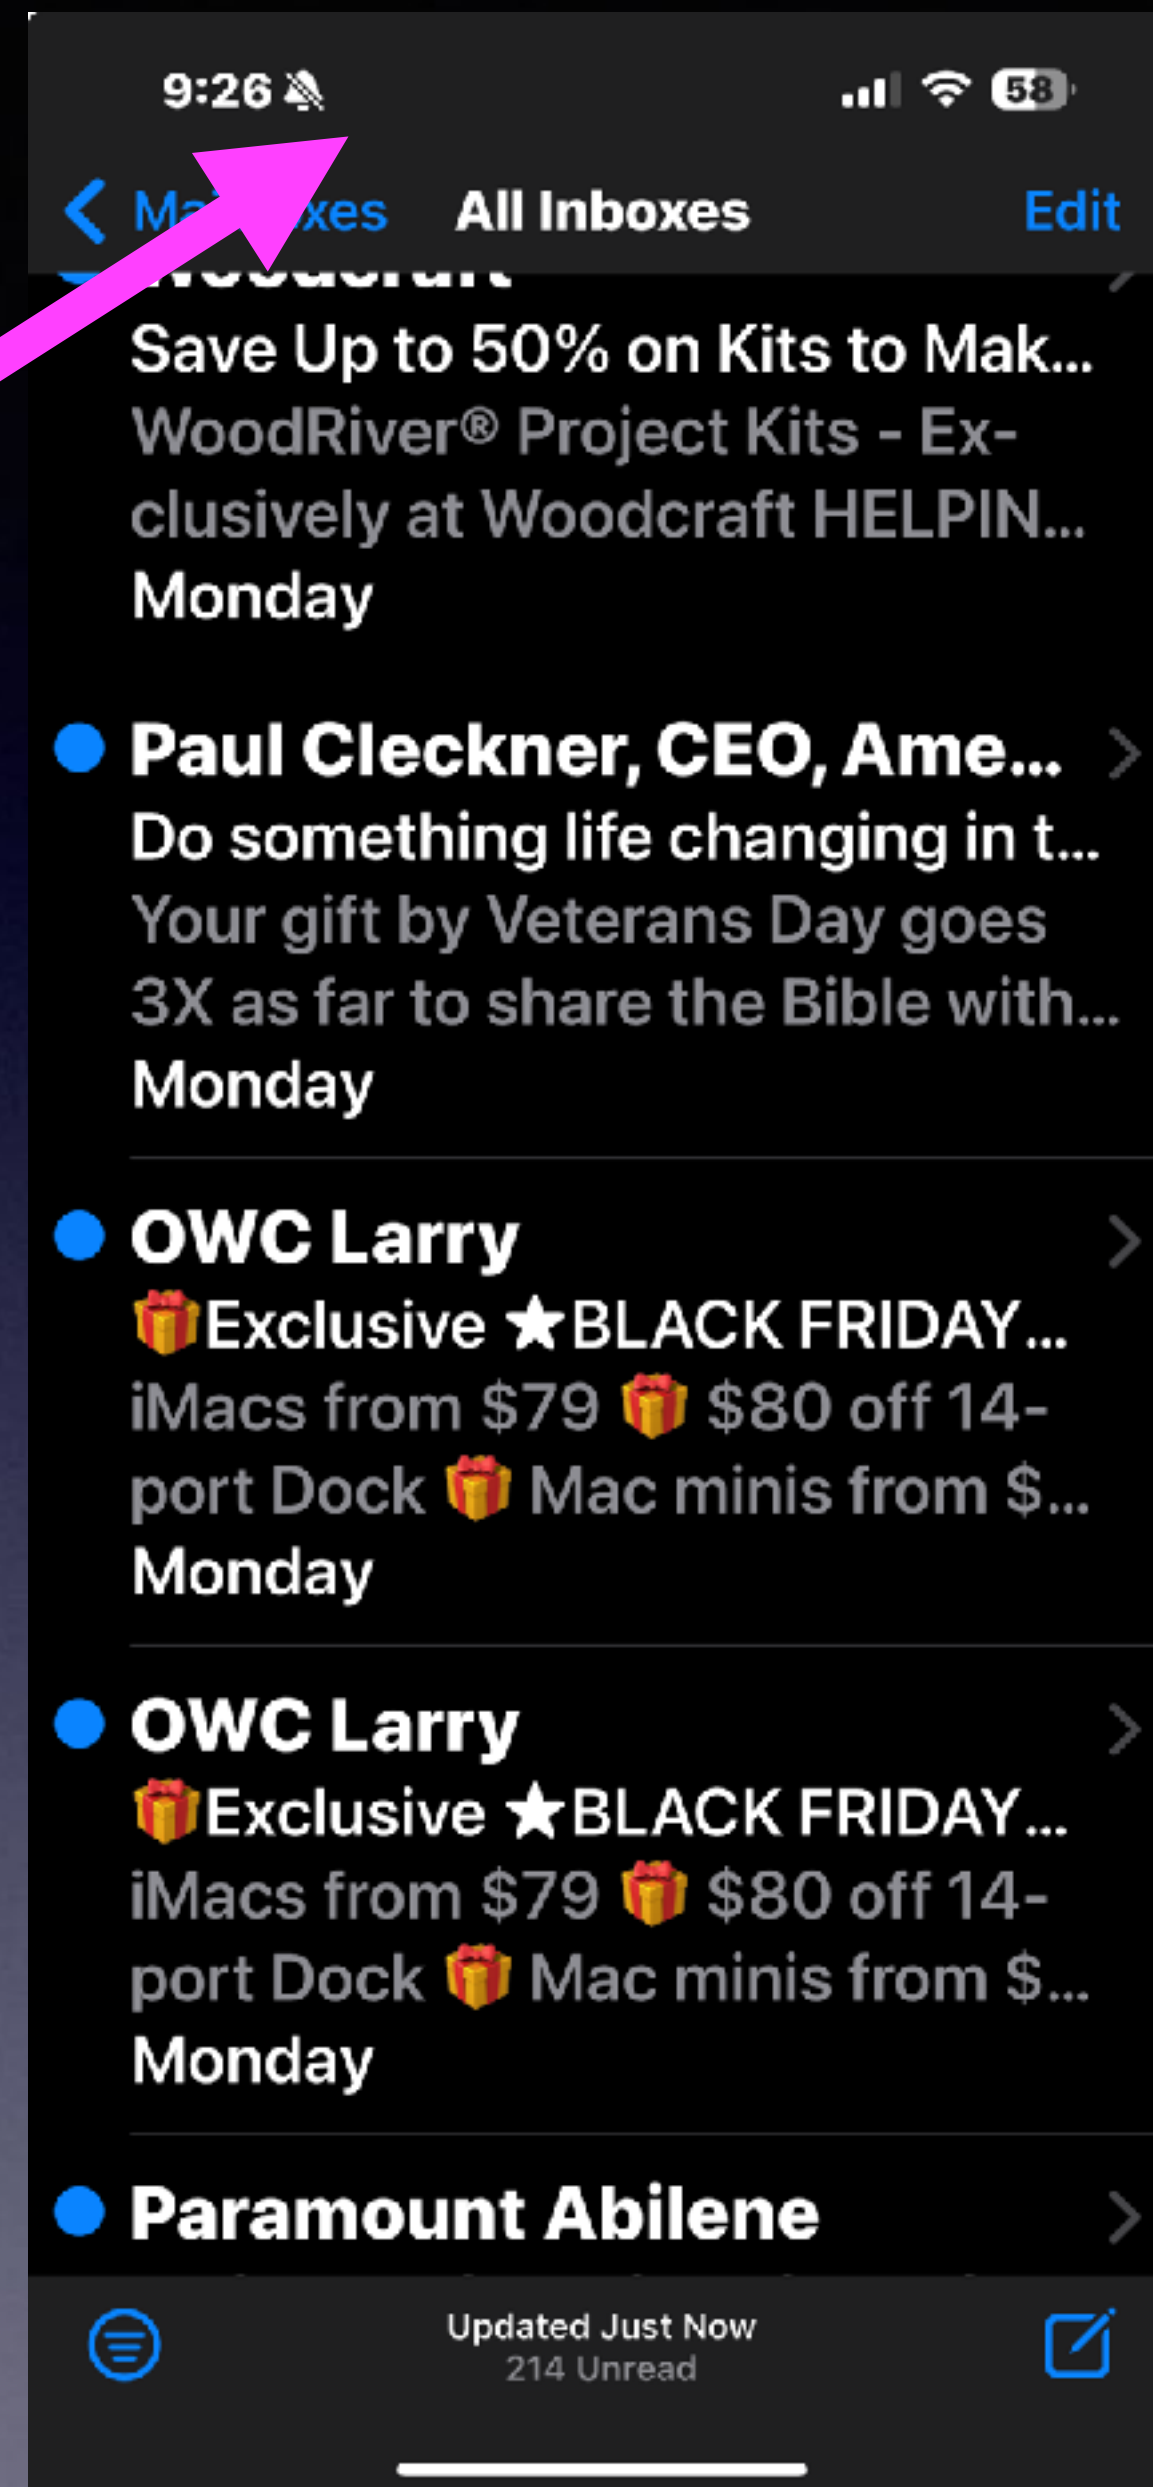 9:26
58
Mailboxes
All Inboxes
Edit
Woodcraft
Save Up to 50% on Kits to Mak...
WoodRiver® Project Kits - Ex-
clusively at Woodcraft HELPIN...
Monday
Paul Cleckner, CEO, Ame...
Do something life changing in t...
Your gift by Veterans Day goes
3X as far to share the Bible with...
Monday
OWC Larry
🎁Exclusive ★BLACK FRIDAY...
iMacs from $79 🎁 $80 off 14-
port Dock 🎁 Mac minis from $...
Monday
OWC Larry
🎁Exclusive ★BLACK FRIDAY...
iMacs from $79 🎁 $80 off 14-
port Dock 🎁 Mac minis from $...
Monday
Paramount Abilene
Updated Just Now
214 Unread